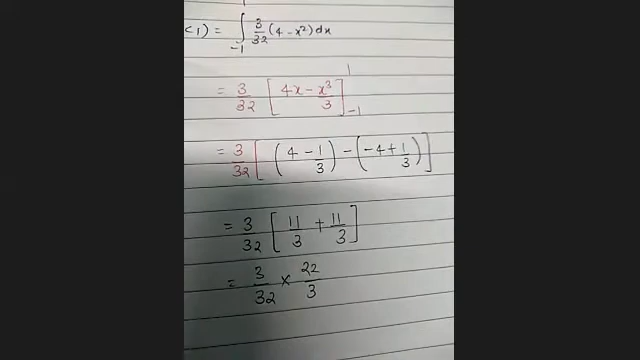 <1) = ∫₋₁ 3/32 (4 - x²) dx
= 3/32 [4x - x³/3]¹₋₁
= 3/32 [(4 - 1/3) - (-4 + 1/3)]
= 3/32 [11/3 + 11/3]
= 3/32 × 22/3